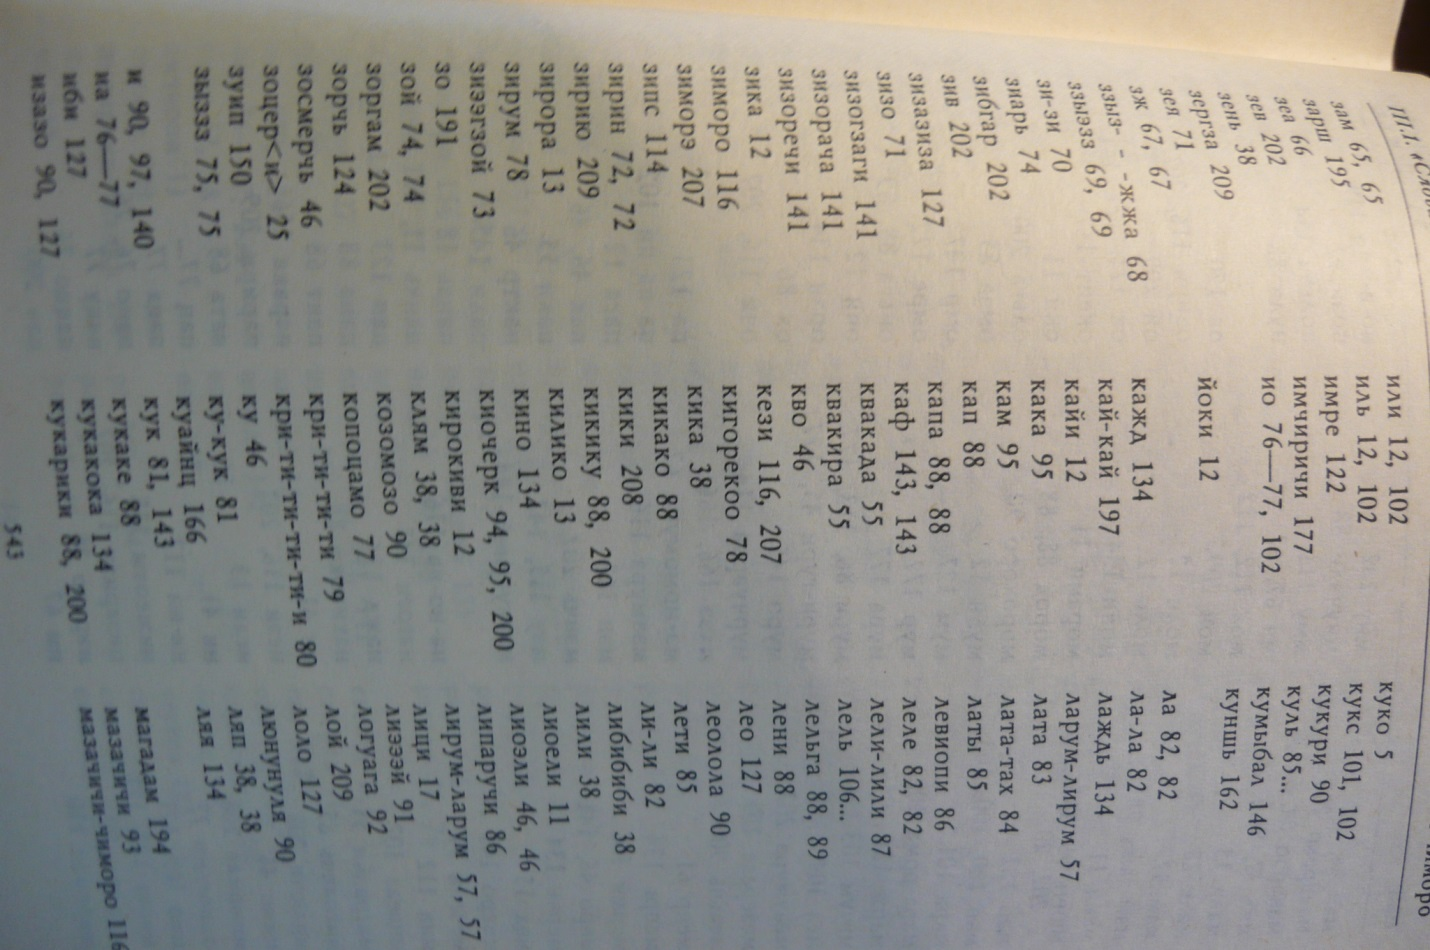 III.1.
зиморо
зам 65, 65
зарш 195
зеа 66
зев 202
зень 38
зергза 209
зея 71
зж 67, 67
ззыз- - -жжа 68
ззыэзз 69, 69
зи-зи 70
зиарь 74
зибгар 202
зив 202
зизазиза 127
зизо 71
зизогзаги 141
зизорача 141
зизоречи 141
зика 12
зиморо 116
зиморэ 207
зипс 114
зирин 72, 72
зирию 209
зирора 13
зирум 78
зизэгзой 73
зо 191
зой 74, 74
зоргам 202
зорчь 124
зосмерчь 46
зоцер<и> 25
зуип 150
зыззз 75, 75
и 90, 97, 140
иа 76—77
иби 127
изазо 90, 127
или 12, 102
иль 12, 102
имре 122
имчиричи 177
ио 76—77, 102
йоки 12
кажд 134
кай-кай 197
кайи 12
кака 95
кам 95
кап 88
капа 88, 88
каф 143, 143
квакада 55
квакира 55
кво 46
кези 116, 207
кигорекоо 78
кика 38
кикако 88
кики 208
кикику 88, 200
килико 13
кино 134
киочерк 94, 95, 200
кирокиви 12
клям 38, 38
козомозо 90
копоцамо 77
кри-ти-ти-ти 79
кри-ти-ти-ти-ти-и 80
ку 46
ку-кук 81
куайнц 166
кук 81, 143
кукаке 88
кукакока 134
кукарики 88, 200
куко 5
кукс 101, 102
кукури 90
куль 85...
кумыбал 146
куншь 162
ла 82, 82
ла-ла 82
лаждь 134
ларум-лирум 57
лата 83
лата-тах 84
латы 85
левиопи 86
леле 82, 82
лели-лили 87
лель 106...
лельга 88, 89
лени 88
лео 127
леолола 90
лети 85
ли-ли 82
либибиби 38
лили 38
лиоели 11
лиоэли 46, 46
липаручи 86
лирум-ларум 57, 57
лици 17
лиэээй 91
логуага 92
лой 209
лоло 127
люнунуля 90
ляп 38, 38
ляя 134
магадам 194
мазачичи 93
мазачичи-чиморо 116
543